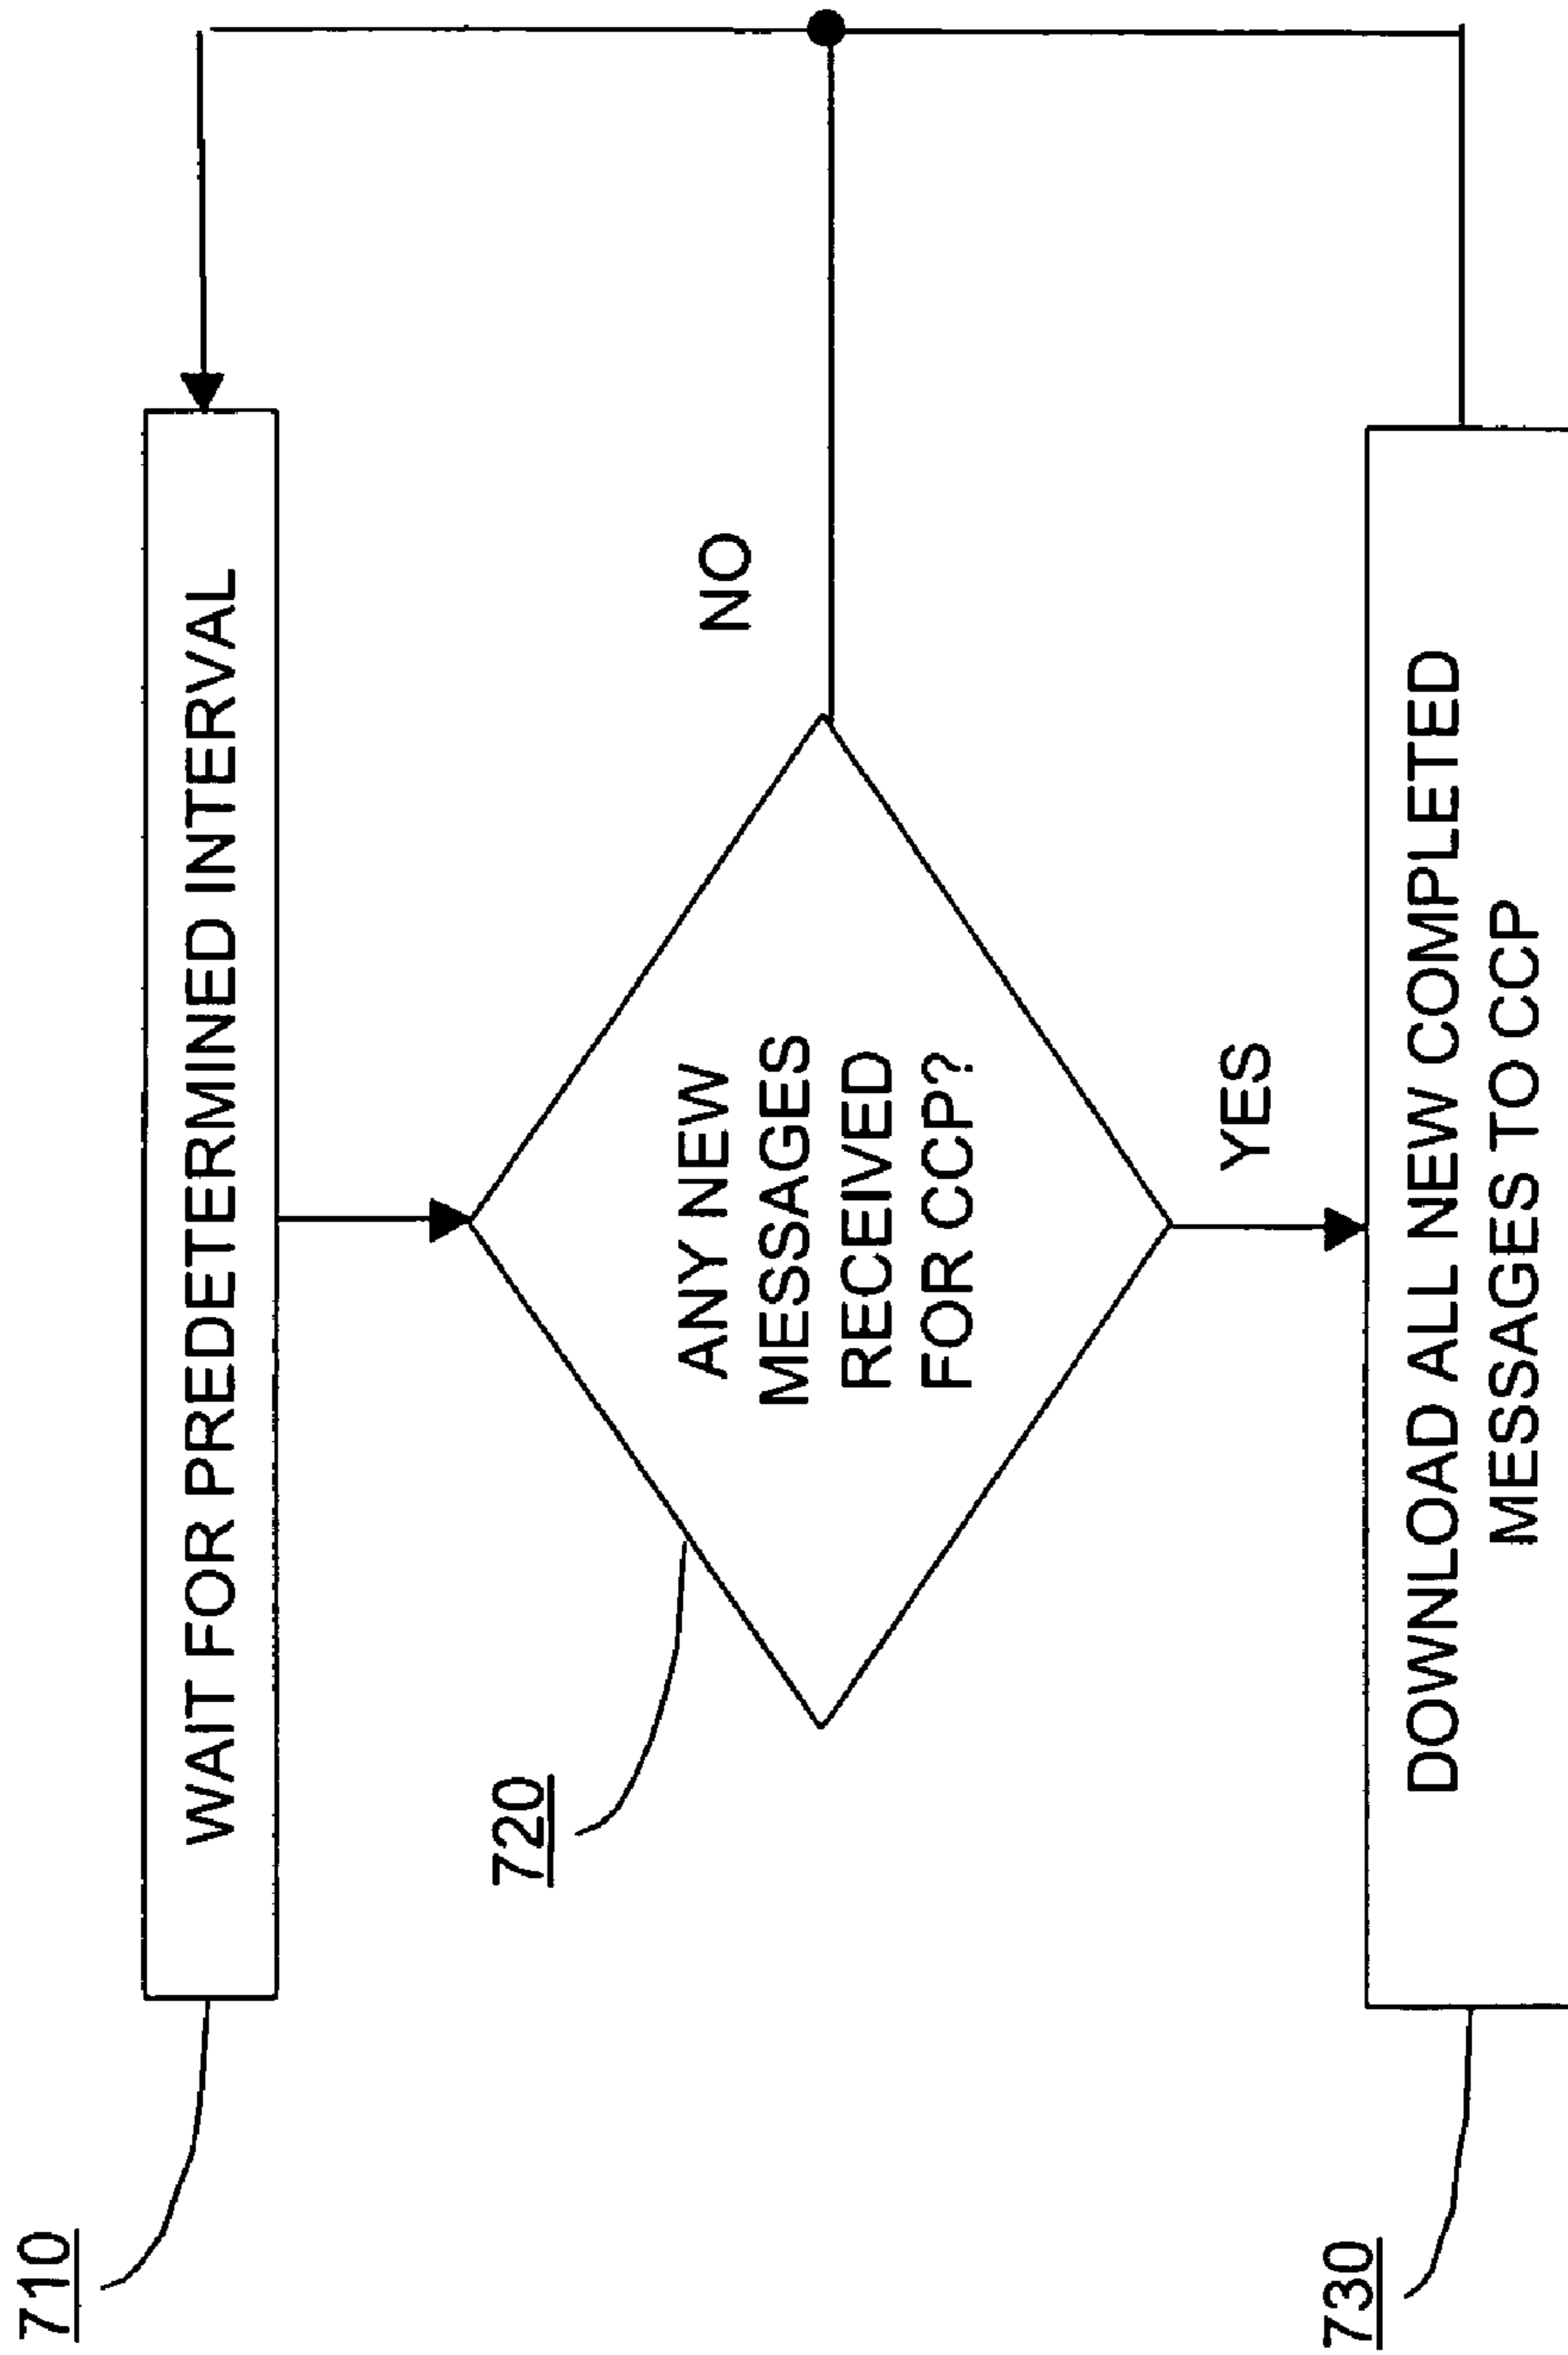 710
WAIT FOR PREDETERMINED INTERVAL
720
ANY NEW
MESSAGES
RECEIVED
FOR CCP?
NO
YES
730
DOWNLOAD ALL NEW COMPLETED
MESSAGES TO CCP